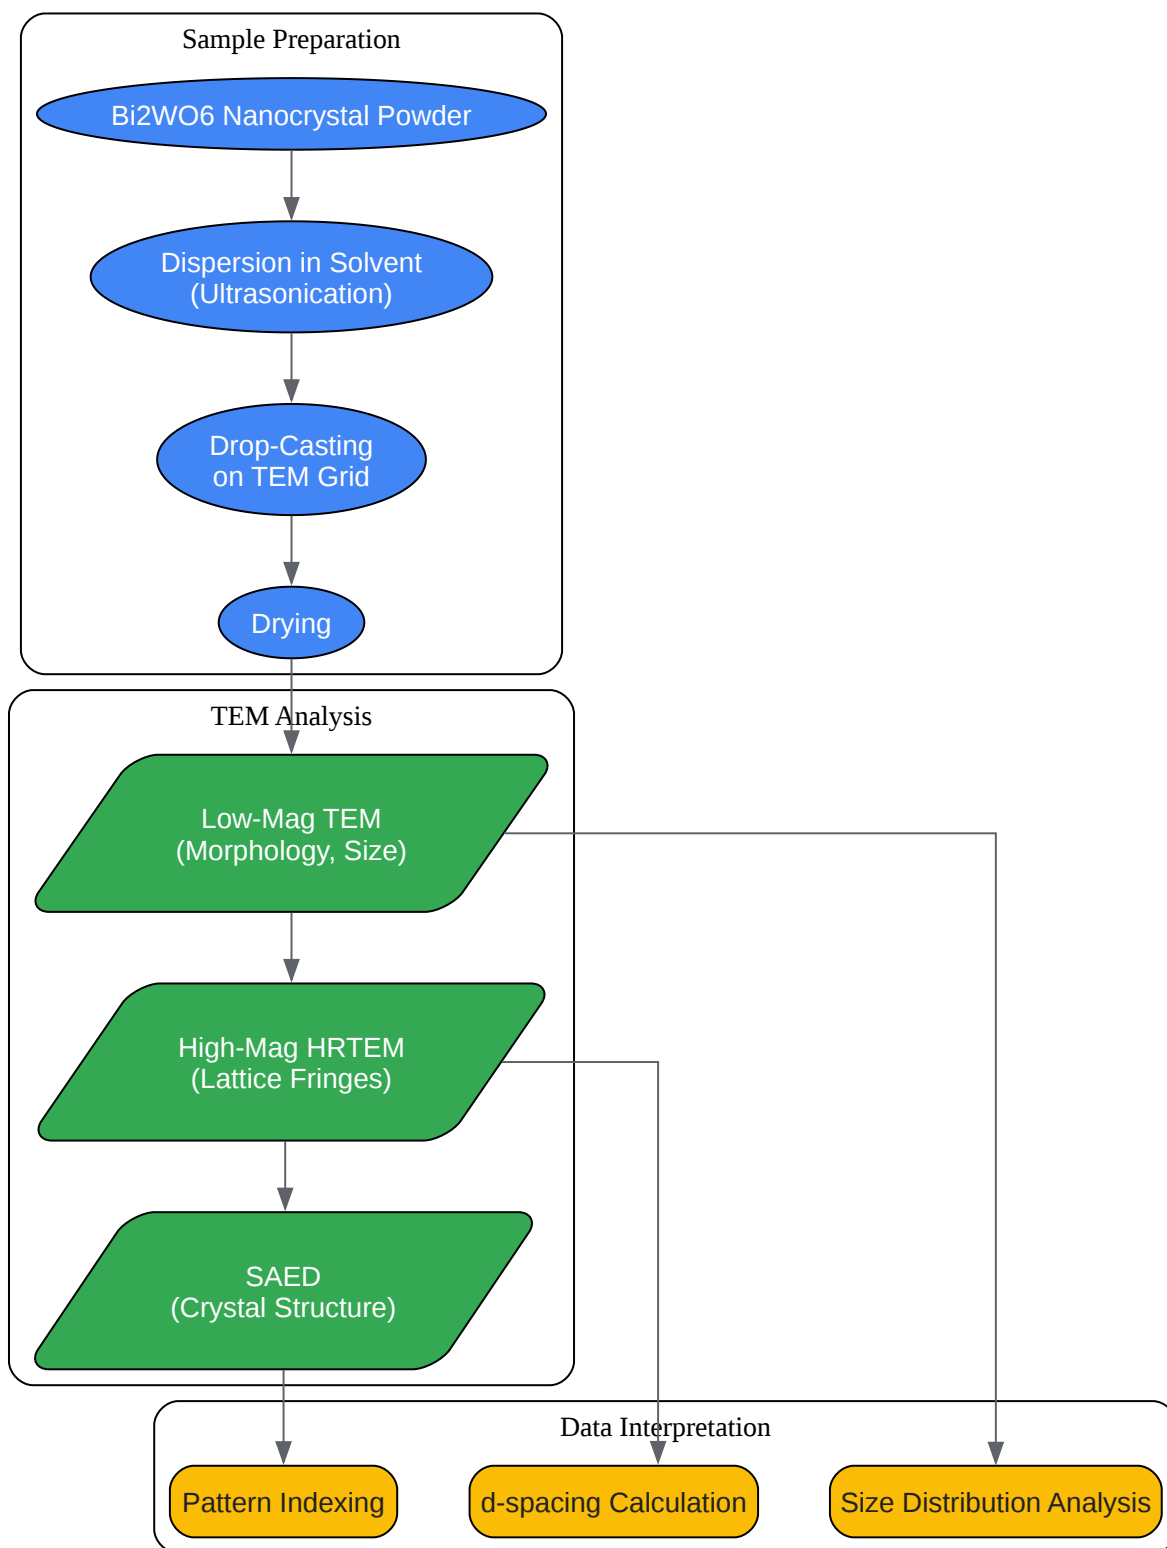 Sample Preparation
Bi2WO6 Nanocrystal Powder
Dispersion in Solvent
(Ultrasonication)
Drop-Casting
on TEM Grid
Drying
TEM Analysis
Low-Mag TEM
(Morphology, Size)
High-Mag HRTEM
(Lattice Fringes)
SAED
(Crystal Structure)
Data Interpretation
Pattern Indexing
d-spacing Calculation
Size Distribution Analysis